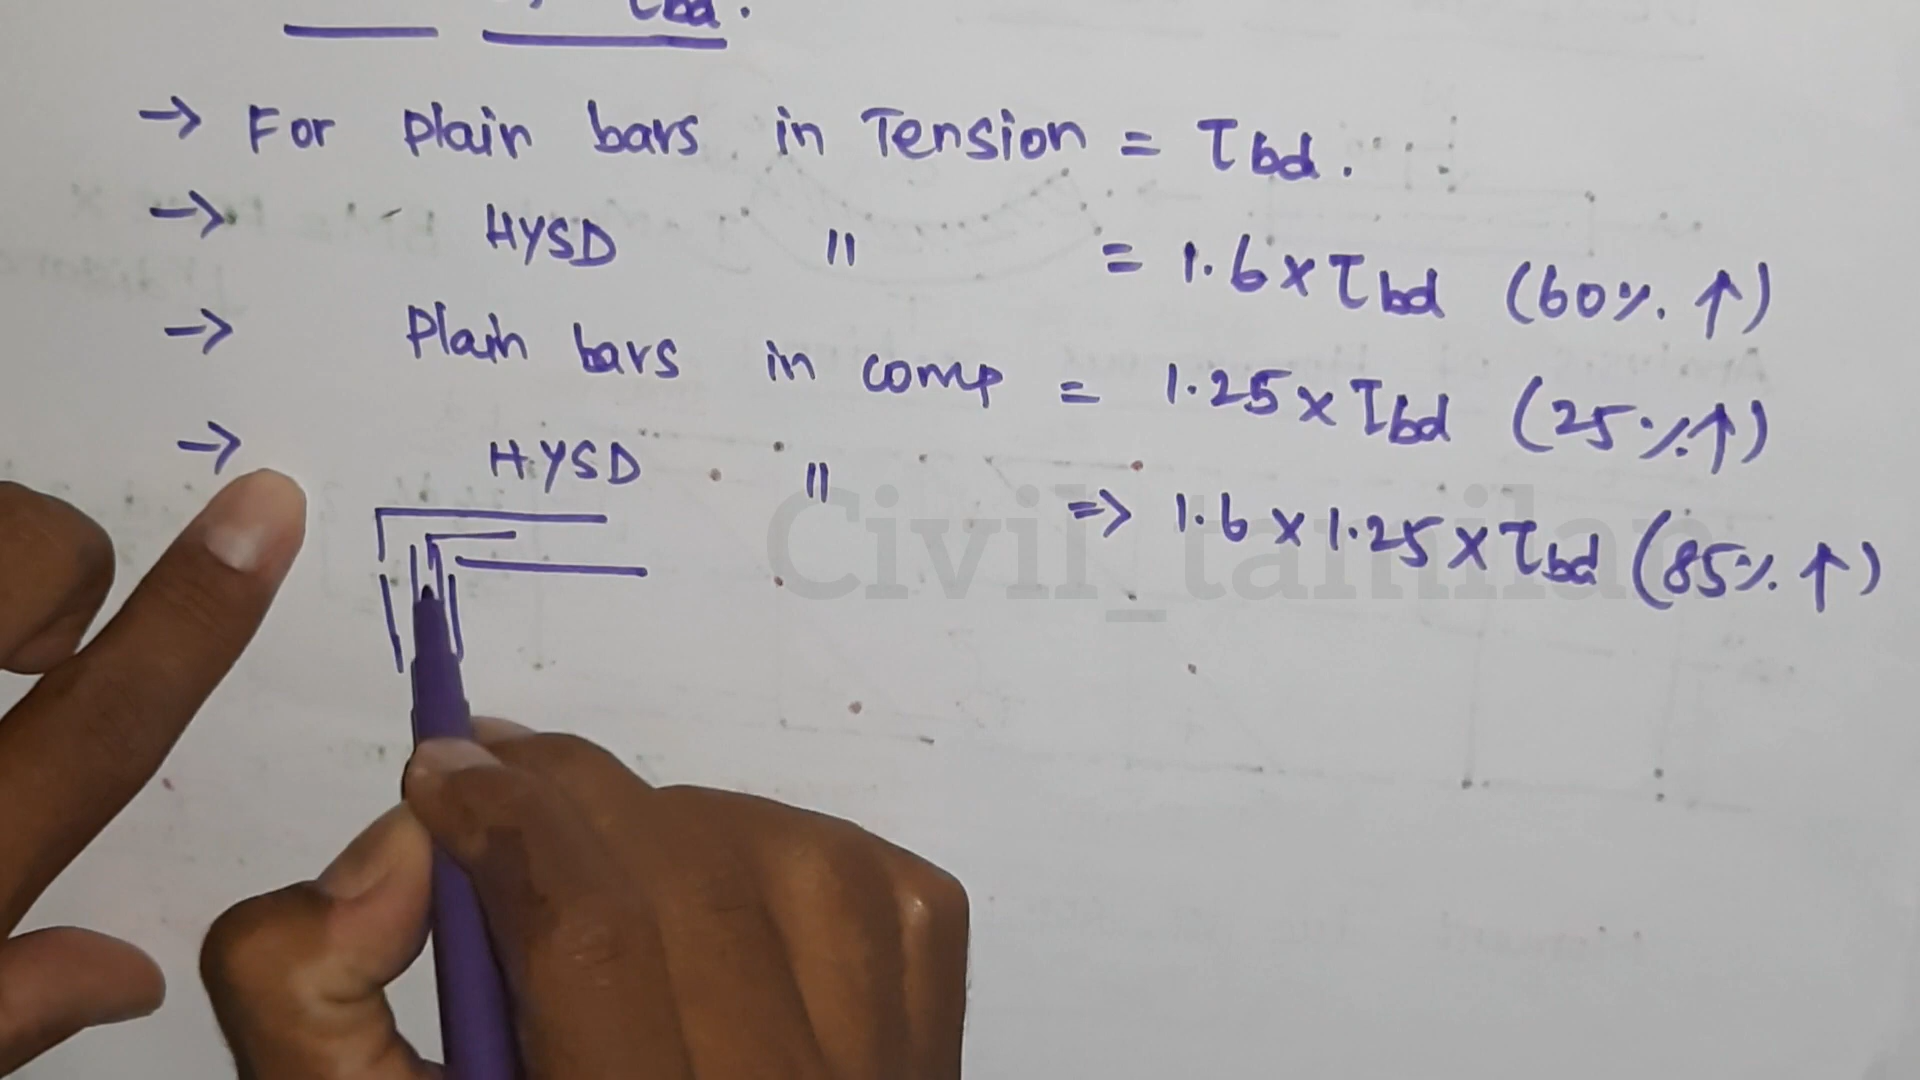 τbd.
→ For plain bars in Tension = τbd.
→ HYSD " = 1.6 x τbd (60% ↑)
→ Plain bars in comp = 1.25 x τbd (25% ↑)
→ HYSD " => 1.6 x 1.25 x τbd (85% ↑)
Civil_tamilan